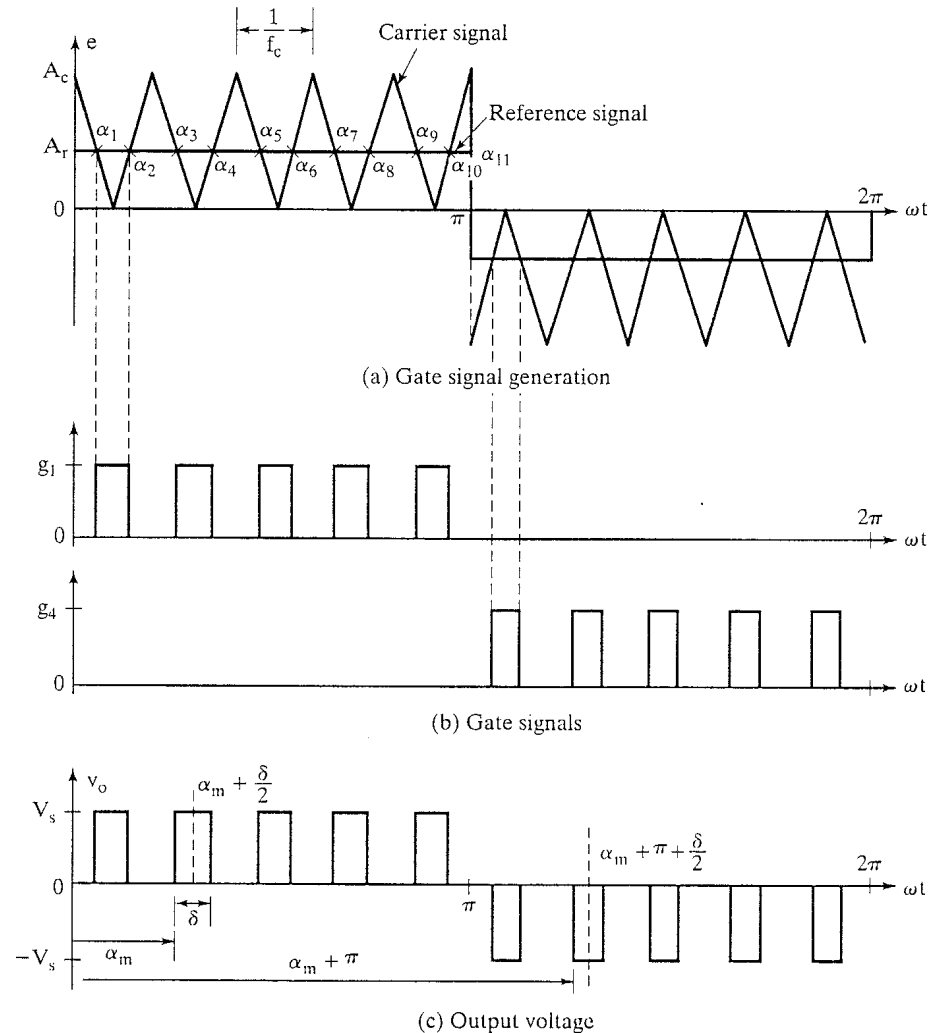 1
f_c
e
Carrier signal
A_c
Reference signal
α_1 α_3 α_5 α_7 α_9
A_r
α_2 α_4 α_6 α_8 α_10 α_11
0
π
2π
ωt
(a) Gate signal generation
g_1
0
2π
ωt
g_4
0
ωt
(b) Gate signals
v_o
α_m + δ/2
V_s
α_m + π + δ/2
2π
0
π
ωt
δ
α_m
−V_s
α_m + π
(c) Output voltage